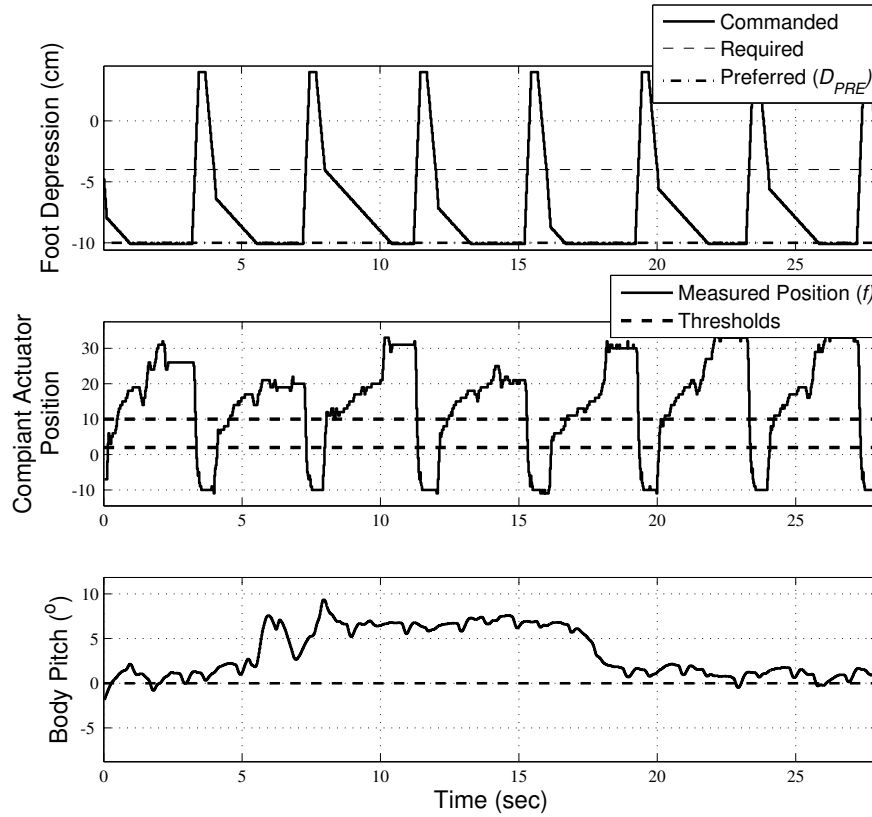 Commanded
Required
Preferred (D_PRE)
Foot Depression (cm)
0
-5
-10
5
10
15
20
25
Measured Position (f)
Thresholds
Compiant Actuator
Position
30
20
10
0
-10
0
5
10
15
20
25
Body Pitch (°)
10
5
0
-5
0
5
10
15
20
25
Time (sec)